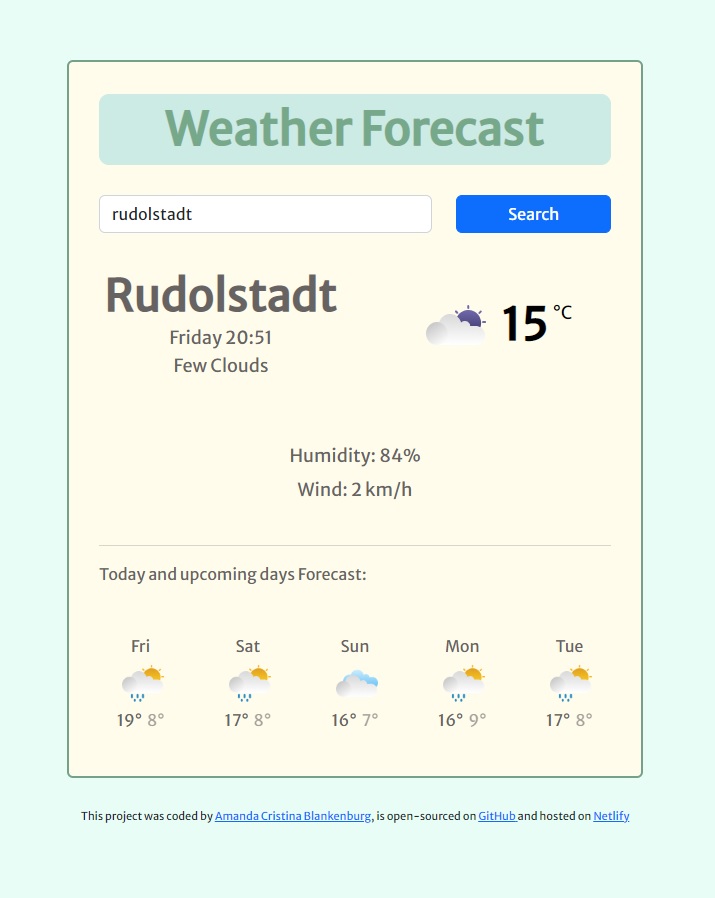 Weather Forecast
rudolstadt
Search
Rudolstadt
15 °C
Friday 20:51
Few Clouds
Humidity: 84%
Wind: 2 km/h
Today and upcoming days Forecast:
Fri Sat Sun Mon Tue
19° 8° 17° 8° 16° 7° 16° 9° 17° 8°
This project was coded by Amanda Cristina Blankenburg, is open-sourced on GitHub and hosted on Netlify